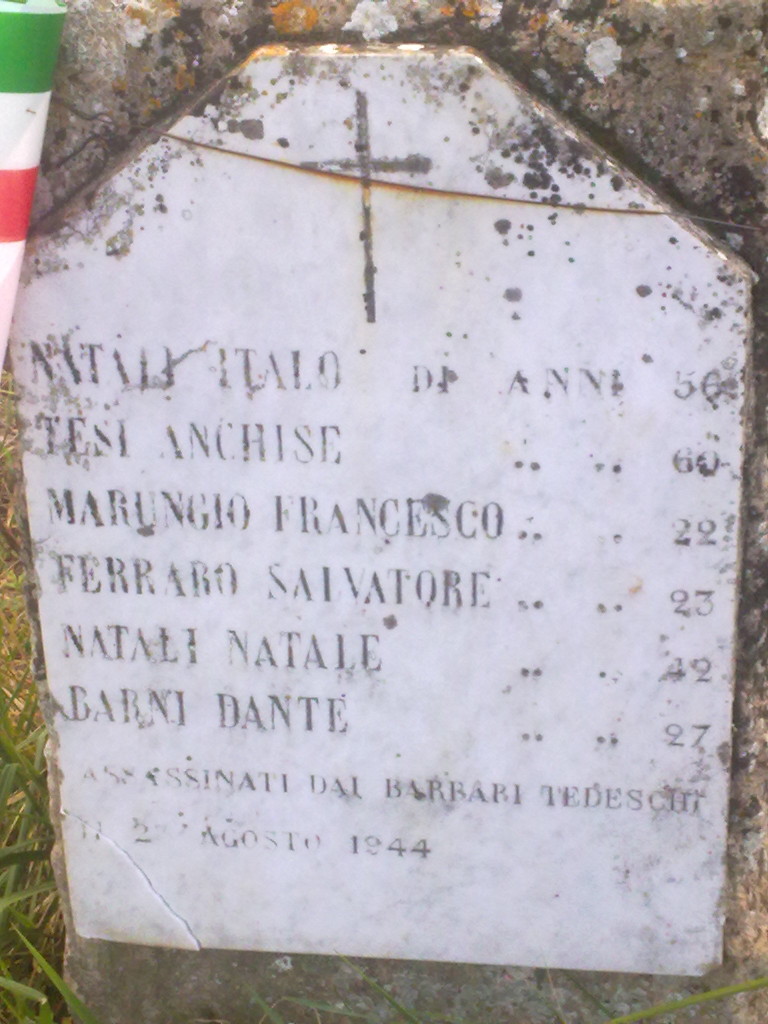 NATALI ITALO DI ANNI 56
TESI ANCHISE " " 60
MARUNGIO FRANCESCO " " 22
FERRARO SALVATORE " " 23
NATALI NATALE " " 42
BARNI DANTE " " 27
ASSASSINATI DAI BARBARI TEDESCHI
AGOSTO 1944